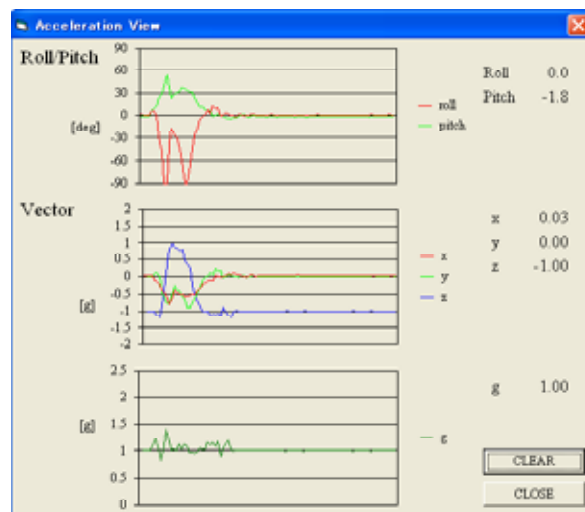 Acceleration View
Roll/Pitch
90
60
30
0
-30
-60
-90
[deg]
roll
pitch
Roll 0.0
Pitch -1.8
Vector
2
1.5
1
0.5
0
-0.5
-1
-1.5
-2
[g]
x
y
z
x 0.03
y 0.00
z -1.00
2.5
2
1.5
1
0.5
0
[g]
g
g 1.00
CLEAR
CLOSE